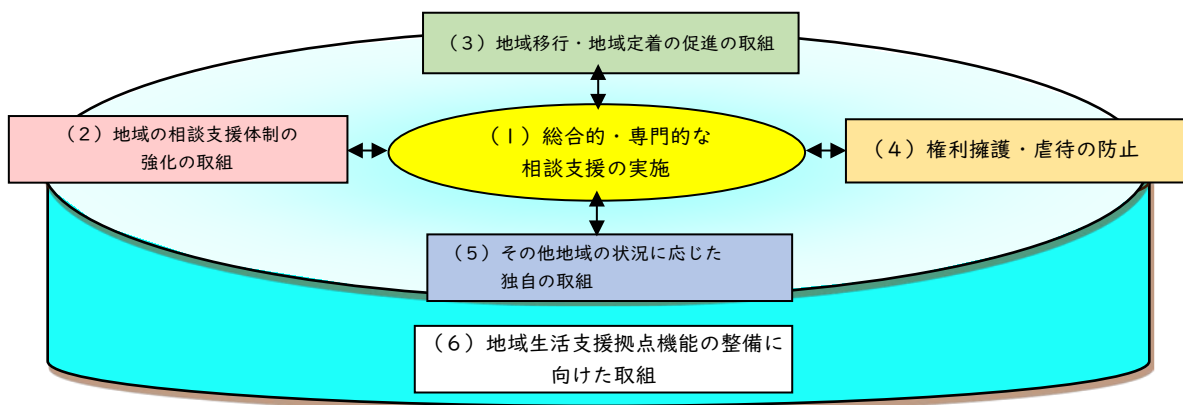 （３）地域移行・地域定着の促進の取組
（２）地域の相談支援体制の
強化の取組
（１）総合的・専門的な
相談支援の実施
（４）権利擁護・虐待の防止
（５）その他地域の状況に応じた
独自の取組
（６）地域生活支援拠点機能の整備に
向けた取組